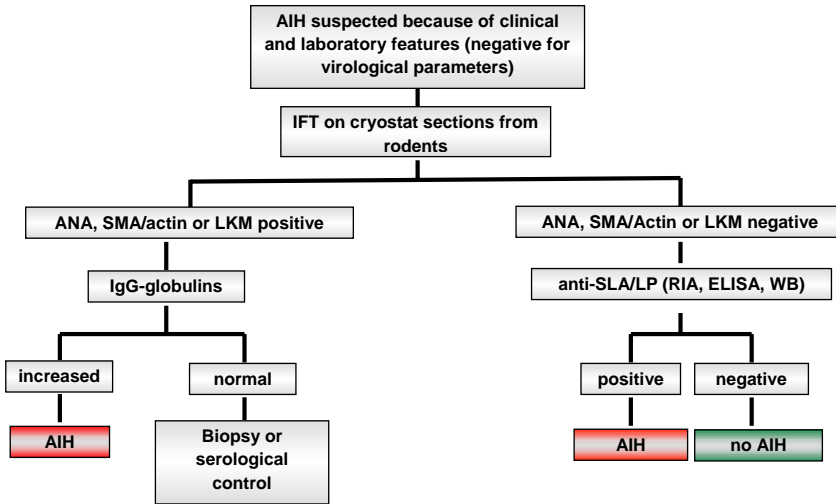 AIH suspected because of clinical
and laboratory features (negative for
virological parameters)
IFT on cryostat sections from
rodents
ANA, SMA/actin or LKM positive
ANA, SMA/Actin or LKM negative
IgG-globulins
anti-SLA/LP (RIA, ELISA, WB)
increased
normal
positive
negative
AIH
Biopsy or
serological
control
AIH
no AIH